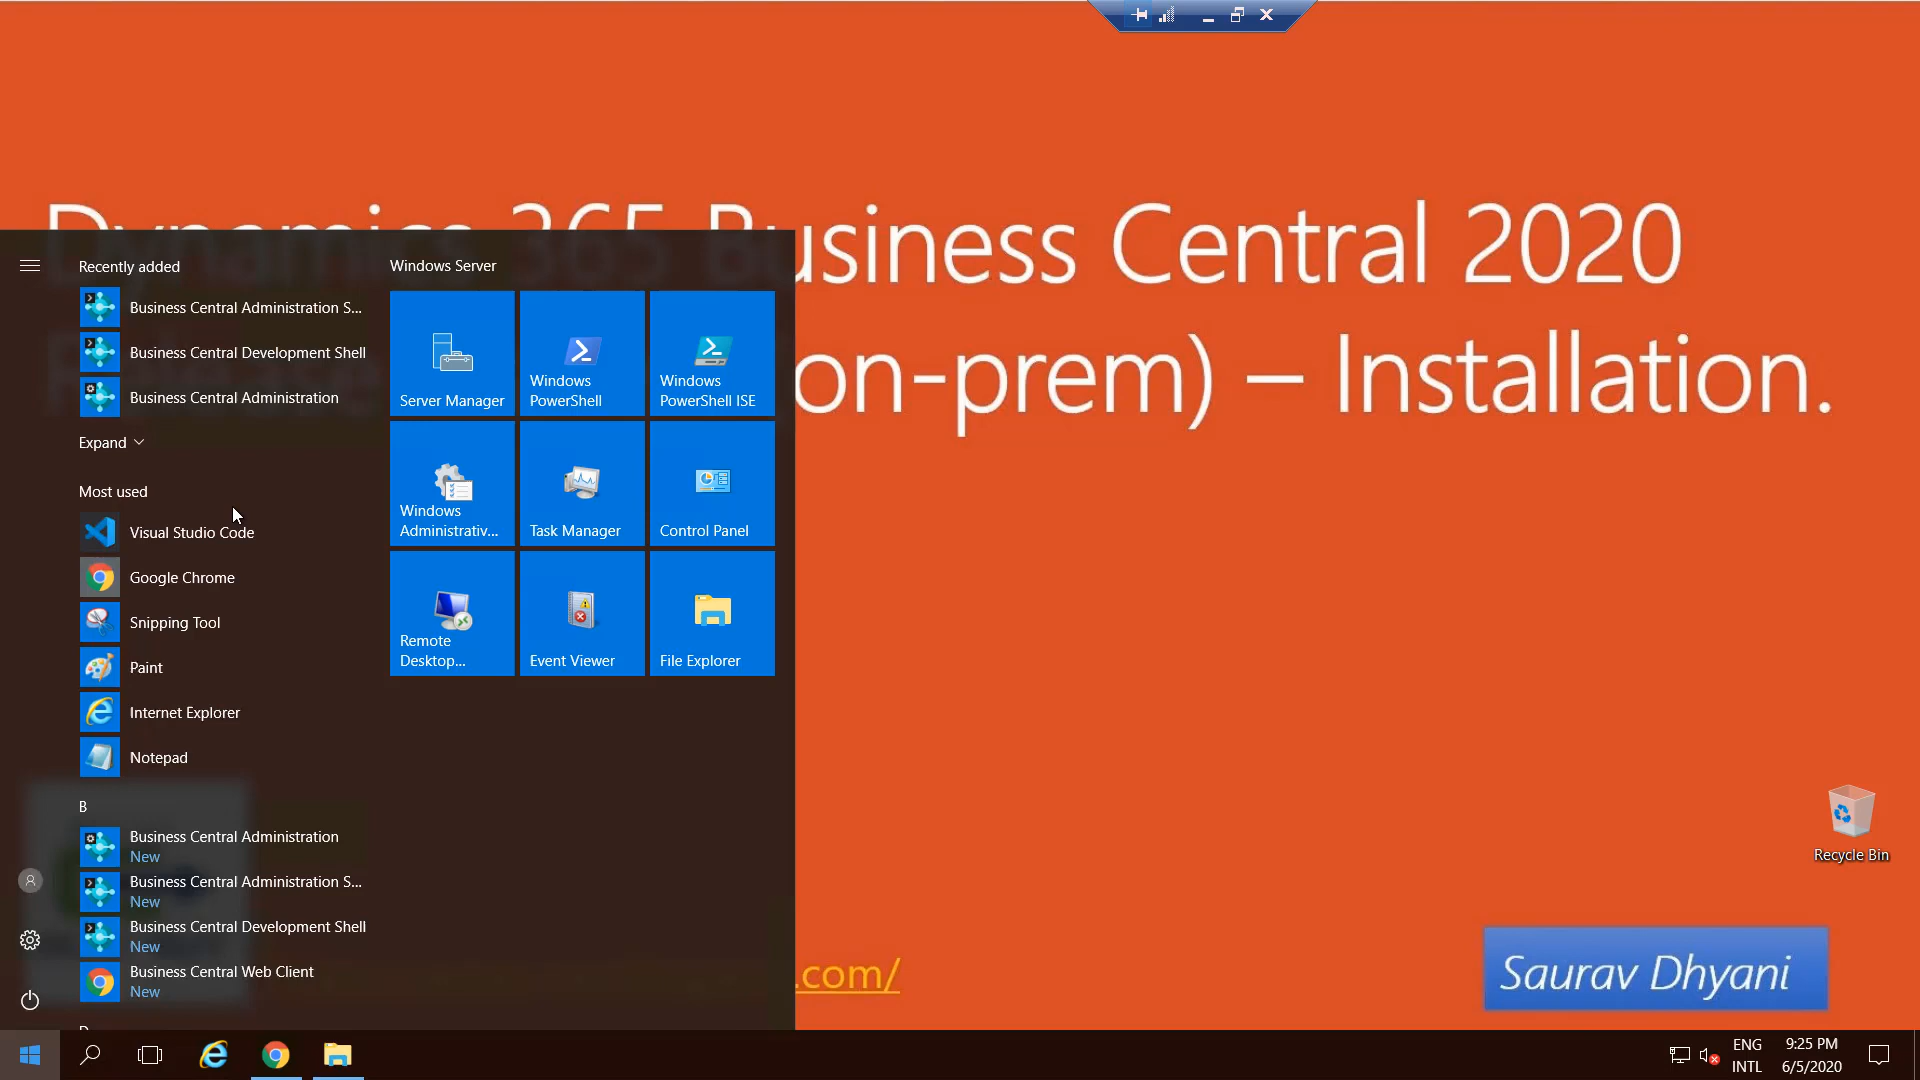 Dynamics 365 Business Central 2020
(on-prem) – Installation.
Recently added
Business Central Administration S...
Business Central Development Shell
Business Central Administration
Expand
Most used
Visual Studio Code
Google Chrome
Snipping Tool
Paint
Internet Explorer
Notepad
B
Business Central Administration
New
Business Central Administration S...
New
Business Central Development Shell
New
Business Central Web Client
New
Windows Server
Server Manager
Windows PowerShell
Windows PowerShell ISE
Windows Administrativ...
Task Manager
Control Panel
Remote Desktop...
Event Viewer
File Explorer
.com/
Recycle Bin
Saurav Dhyani
ENG
INTL
9:25 PM
6/5/2020